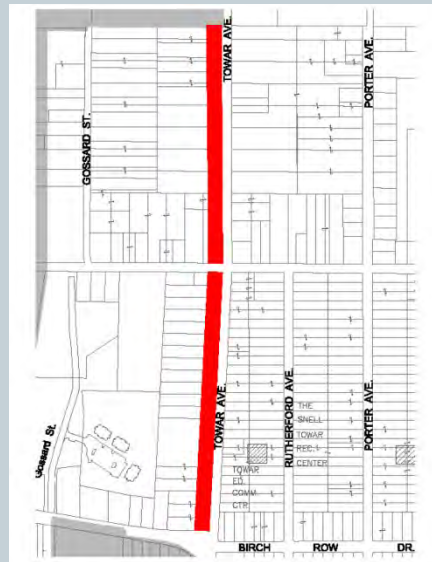 TOWAR AVE.
PORTER AVE.
GOSSARD ST.
TOWAR AVE.
RUTHERFORD AVE.
PORTER AVE.
Gossard St.
THE
SNELL
TOWAR
REC.
CENTER
TOWAR
ED.
COMM.
CTR
BIRCH ROW DR.